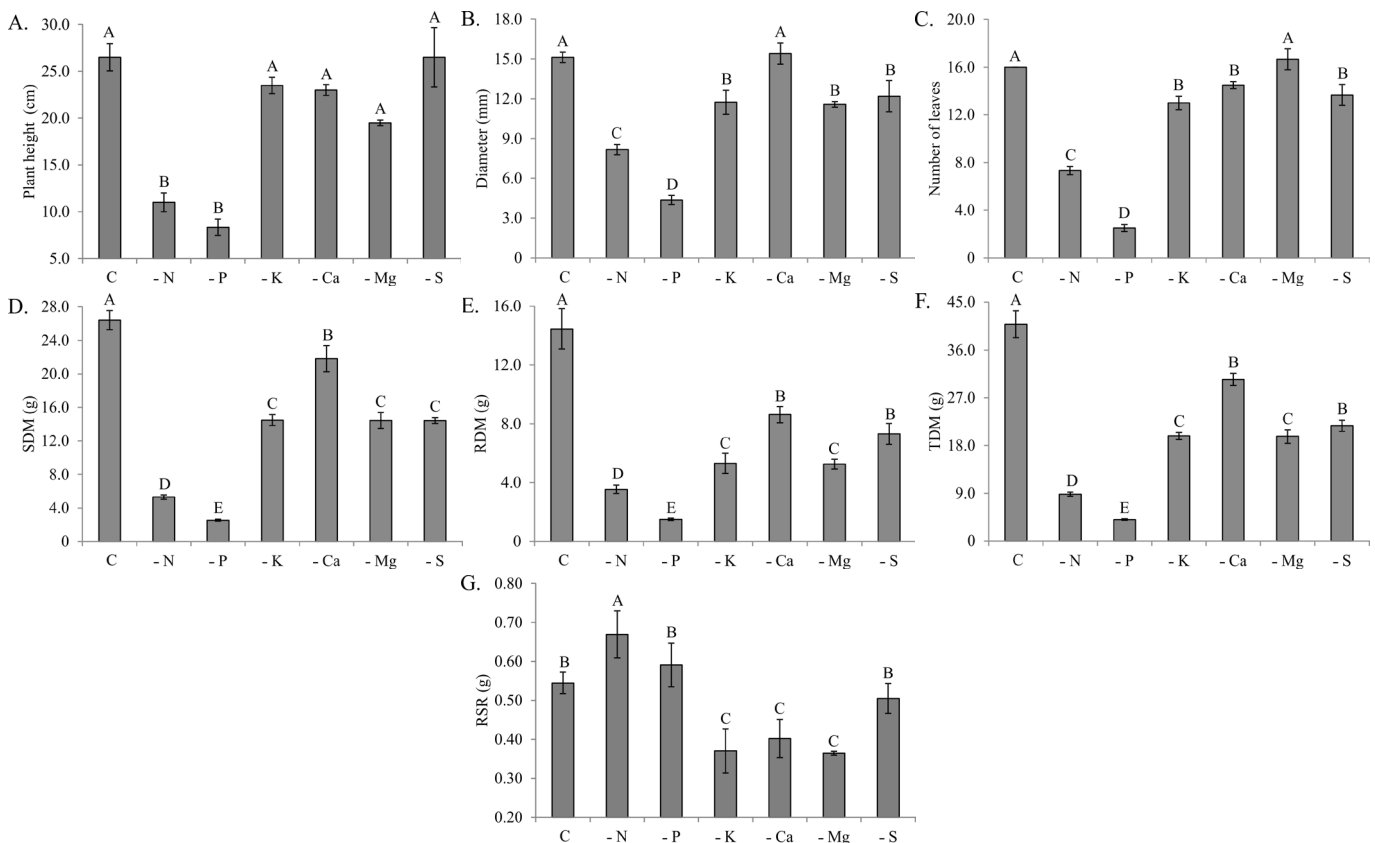 A.
Plant height (cm)
30.0
25.0
20.0
15.0
10.0
5.0
A
B
B
A
A
A
A
C - N - P - K - Ca - Mg - S
B.
Diameter (mm)
18.0
15.0
12.0
9.0
6.0
3.0
0.0
A
C
D
B
A
B
B
C - N - P - K - Ca - Mg - S
C.
Number of leaves
20.0
16.0
12.0
8.0
4.0
0.0
A
C
D
B
B
A
B
C - N - P - K - Ca - Mg - S
D.
SDM (g)
28.0
24.0
20.0
16.0
12.0
8.0
4.0
0
A
D
E
C
B
C
C
C - N - P - K - Ca - Mg - S
E.
RDM (g)
16.0
12.0
8.0
4.0
0
A
D
E
C
B
C
B
C - N - P - K - Ca - Mg - S
F.
TDM (g)
45.0
36.0
27.0
18.0
9.0
0
A
D
E
C
B
C
B
C - N - P - K - Ca - Mg - S
G.
RSR (g)
0.80
0.70
0.60
0.50
0.40
0.30
0.20
B
A
B
C
C
C
B
C - N - P - K - Ca - Mg - S